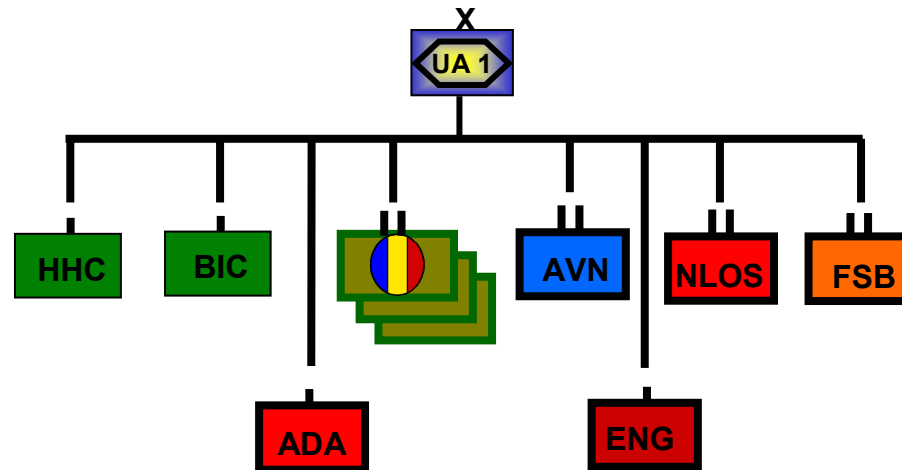 X
UA 1
HHC
BIC
AVN
NLOS
FSB
ADA
ENG